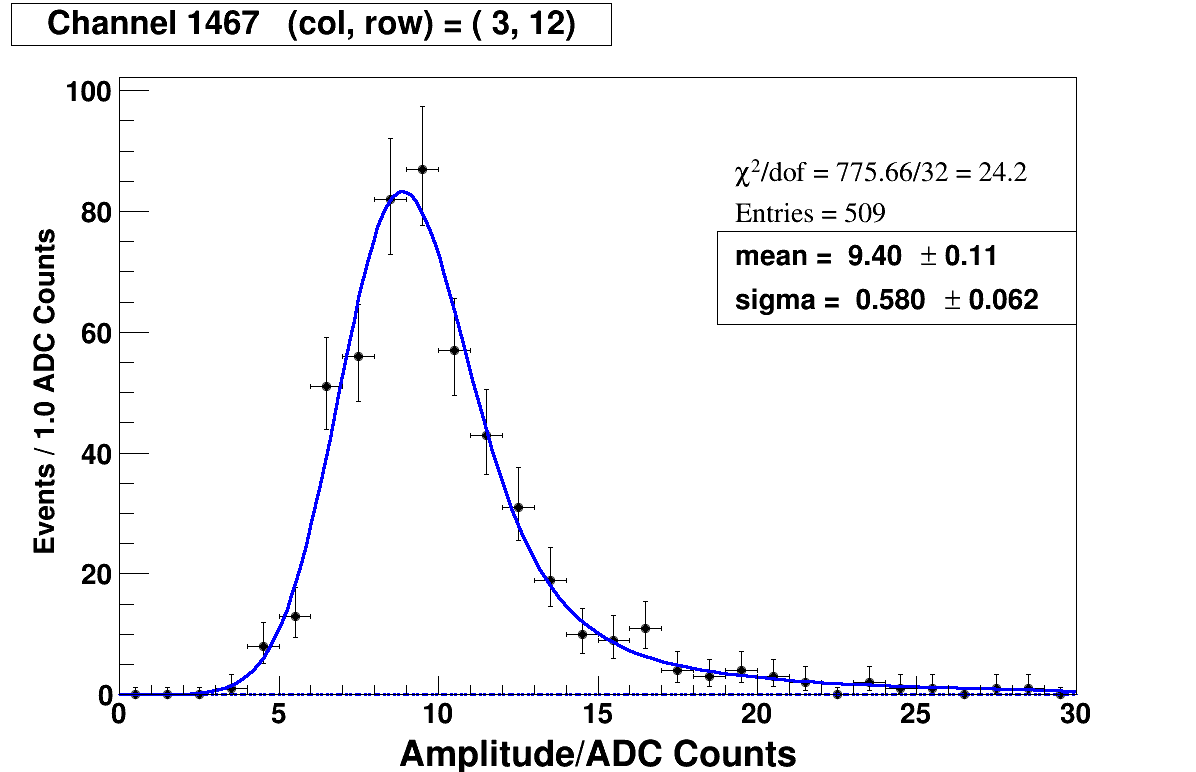 Channel 1467 (col, row) = ( 3, 12)
100
80
60
40
20
0
Events / 1.0 ADC Counts
χ²/dof = 775.66/32 = 24.2
Entries = 509
mean = 9.40 ± 0.11
sigma = 0.580 ± 0.062
0 5 10 15 20 25 30
Amplitude/ADC Counts